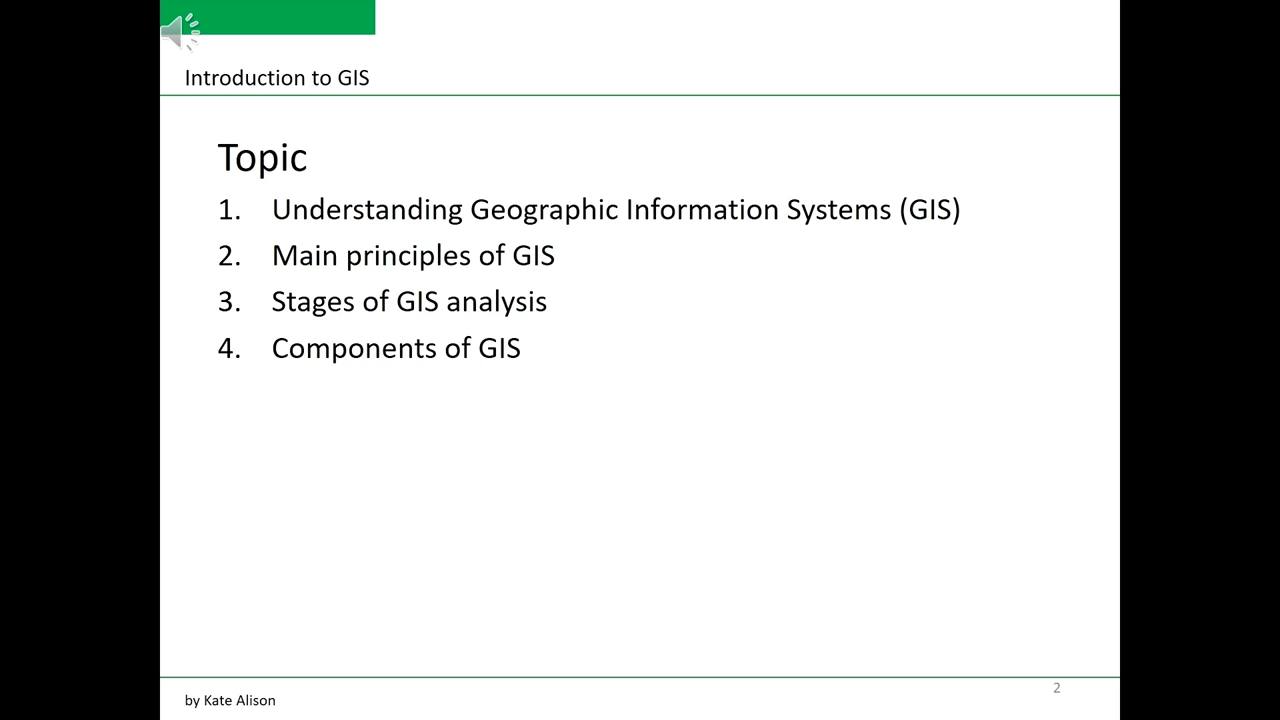 Introduction to GIS
Topic
1. Understanding Geographic Information Systems (GIS)
2. Main principles of GIS
3. Stages of GIS analysis
4. Components of GIS
2
by Kate Alison